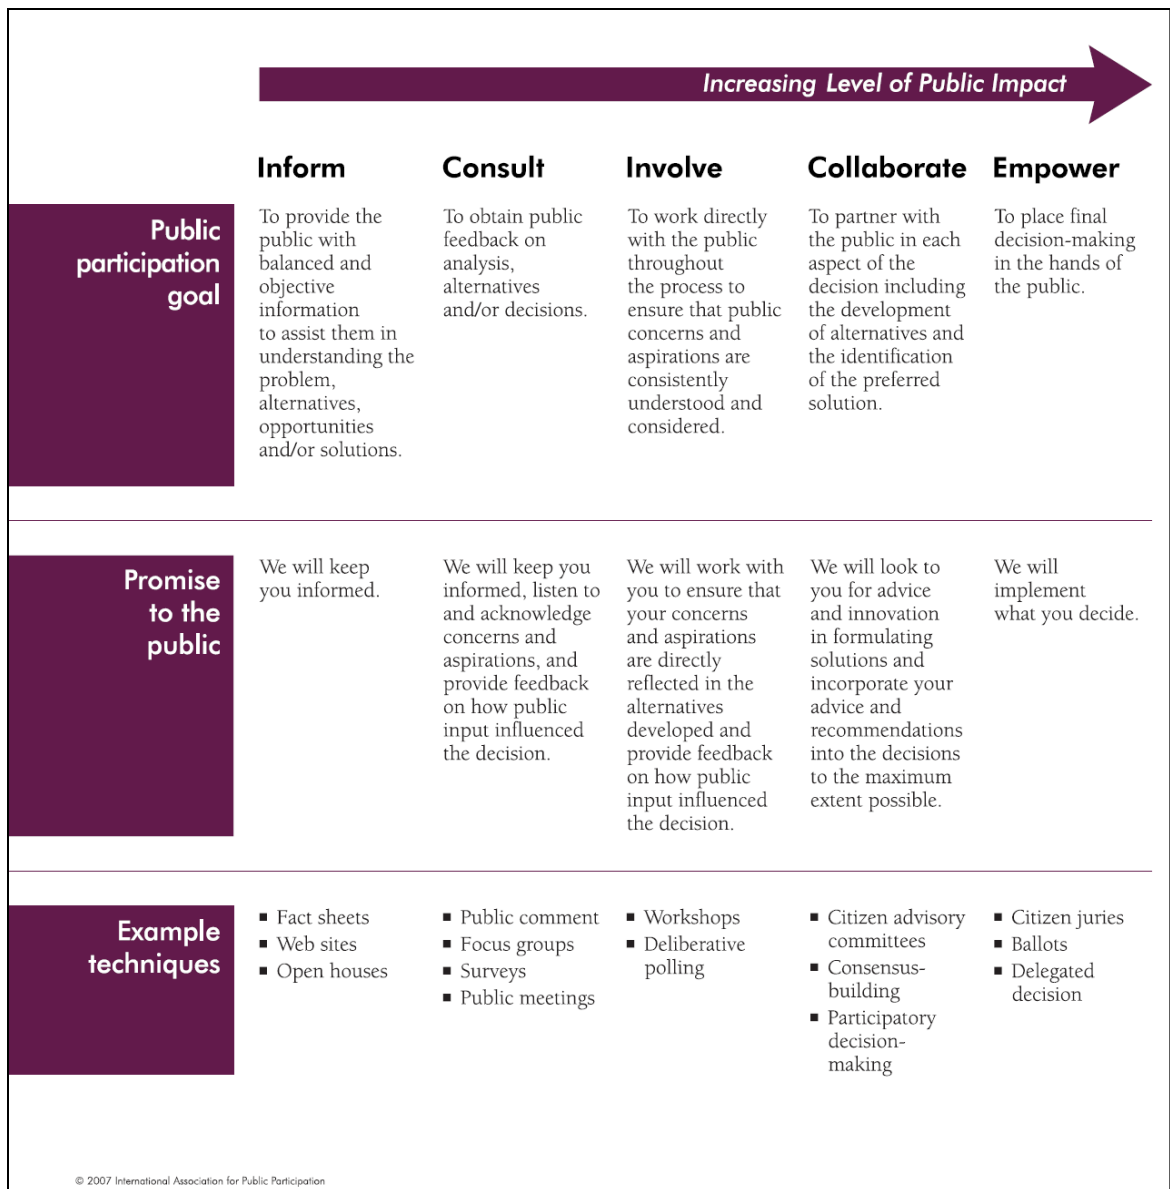 Increasing Level of Public Impact
Inform
Consult
Involve
Collaborate
Empower
Public
participation
goal
To provide the
public with
balanced and
objective
information
to assist them in
understanding the
problem,
alternatives,
opportunities
and/or solutions.
To obtain public
feedback on
analysis,
alternatives
and/or decisions.
To work directly
with the public
throughout
the process to
ensure that public
concerns and
aspirations are
consistently
understood and
considered.
To partner with
the public in each
aspect of the
decision including
the development
of alternatives and
the identification
of the preferred
solution.
To place final
decision-making
in the hands of
the public.
Promise
to the
public
We will keep
you informed.
We will keep you
informed, listen to
and acknowledge
concerns and
aspirations, and
provide feedback
on how public
input influenced
the decision.
We will work with
you to ensure that
your concerns
and aspirations
are directly
reflected in the
alternatives
developed and
provide feedback
on how public
input influenced
the decision.
We will look to
you for advice
and innovation
in formulating
solutions and
incorporate your
advice and
recommendations
into the decisions
to the maximum
extent possible.
We will
implement
what you decide.
Example
techniques
▪ Fact sheets
▪ Web sites
▪ Open houses
▪ Public comment
▪ Focus groups
▪ Surveys
▪ Public meetings
▪ Workshops
▪ Deliberative
polling
▪ Citizen advisory
committees
▪ Consensus-
building
▪ Participatory
decision-
making
▪ Citizen juries
▪ Ballots
▪ Delegated
decision
© 2007 International Association for Public Participation